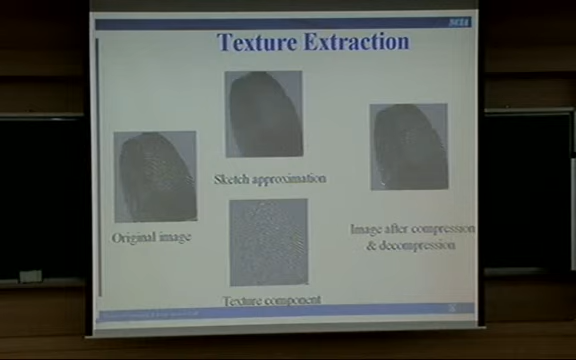 Texture Extraction
Sketch approximation
Original image
Image after compression
& decompression
Texture component